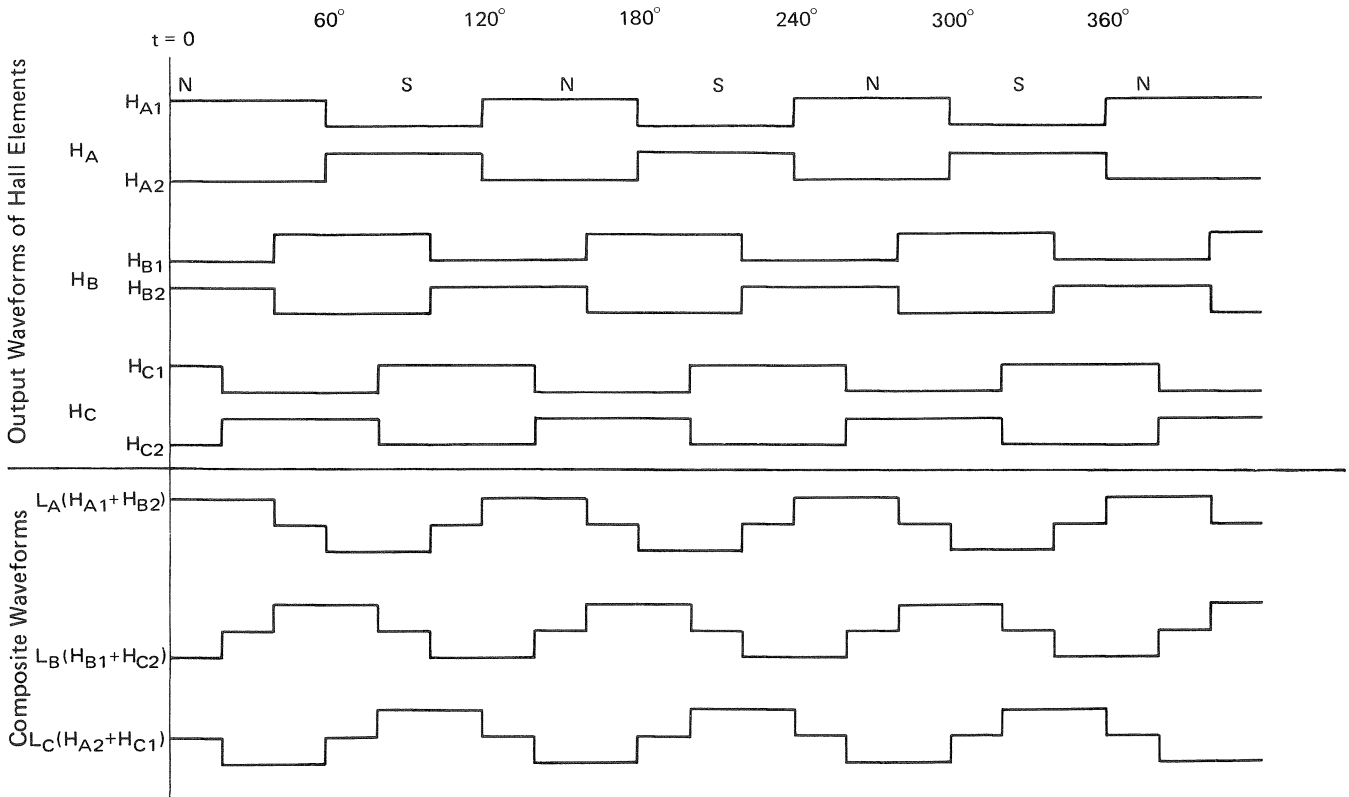 60° 120° 180° 240° 300° 360°
t = 0
N S N S N S N
Output Waveforms of Hall Elements
HA1
HA
HA2
HB1
HB
HB2
HC1
HC
HC2
Composite Waveforms
LA(HA1+HB2)
LB(HB1+HC2)
LC(HA2+HC1)